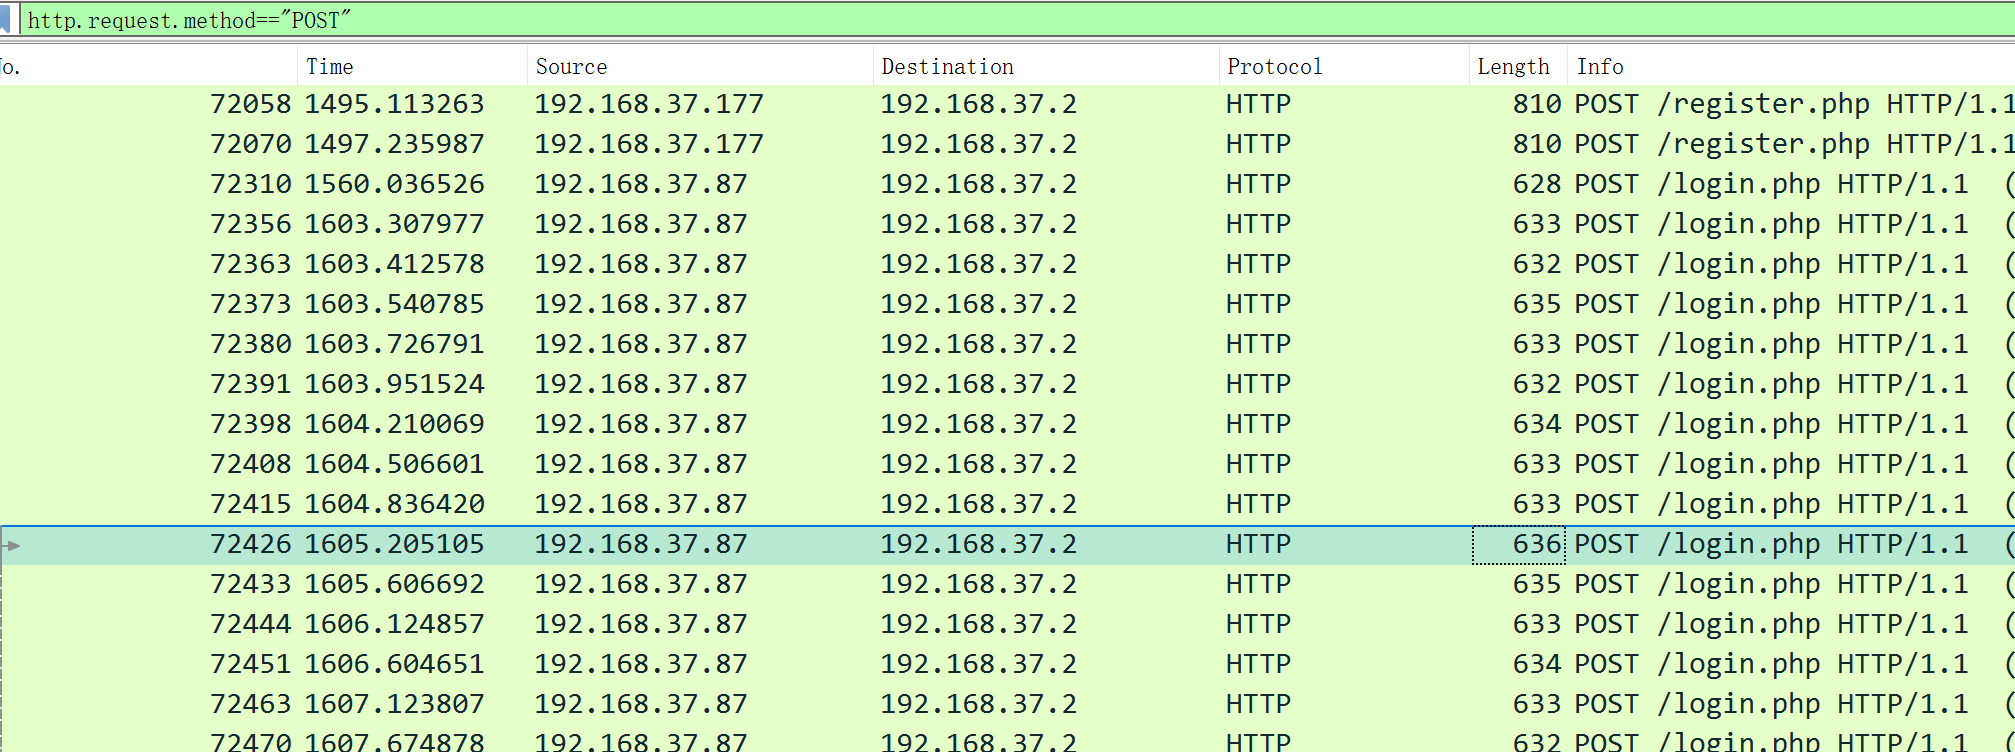 http.request.method=="POST"
No. Time Source Destination Protocol Length Info
72058 1495.113263 192.168.37.177 192.168.37.2 HTTP 810 POST /register.php HTTP/1.1
72070 1497.235987 192.168.37.177 192.168.37.2 HTTP 810 POST /register.php HTTP/1.1
72310 1560.036526 192.168.37.87 192.168.37.2 HTTP 628 POST /login.php HTTP/1.1 (
72356 1603.307977 192.168.37.87 192.168.37.2 HTTP 633 POST /login.php HTTP/1.1 (
72363 1603.412578 192.168.37.87 192.168.37.2 HTTP 632 POST /login.php HTTP/1.1 (
72373 1603.540785 192.168.37.87 192.168.37.2 HTTP 635 POST /login.php HTTP/1.1 (
72380 1603.726791 192.168.37.87 192.168.37.2 HTTP 633 POST /login.php HTTP/1.1 (
72391 1603.951524 192.168.37.87 192.168.37.2 HTTP 632 POST /login.php HTTP/1.1 (
72398 1604.210069 192.168.37.87 192.168.37.2 HTTP 634 POST /login.php HTTP/1.1 (
72408 1604.506601 192.168.37.87 192.168.37.2 HTTP 633 POST /login.php HTTP/1.1 (
72415 1604.836420 192.168.37.87 192.168.37.2 HTTP 633 POST /login.php HTTP/1.1 (
72426 1605.205105 192.168.37.87 192.168.37.2 HTTP 636 POST /login.php HTTP/1.1 (
72433 1605.606692 192.168.37.87 192.168.37.2 HTTP 635 POST /login.php HTTP/1.1 (
72444 1606.124857 192.168.37.87 192.168.37.2 HTTP 633 POST /login.php HTTP/1.1 (
72451 1606.604651 192.168.37.87 192.168.37.2 HTTP 634 POST /login.php HTTP/1.1 (
72463 1607.123807 192.168.37.87 192.168.37.2 HTTP 633 POST /login.php HTTP/1.1 (
72470 1607.674878 192.168.37.87 192.168.37.2 HTTP 632 POST /login.php HTTP/1.1 (